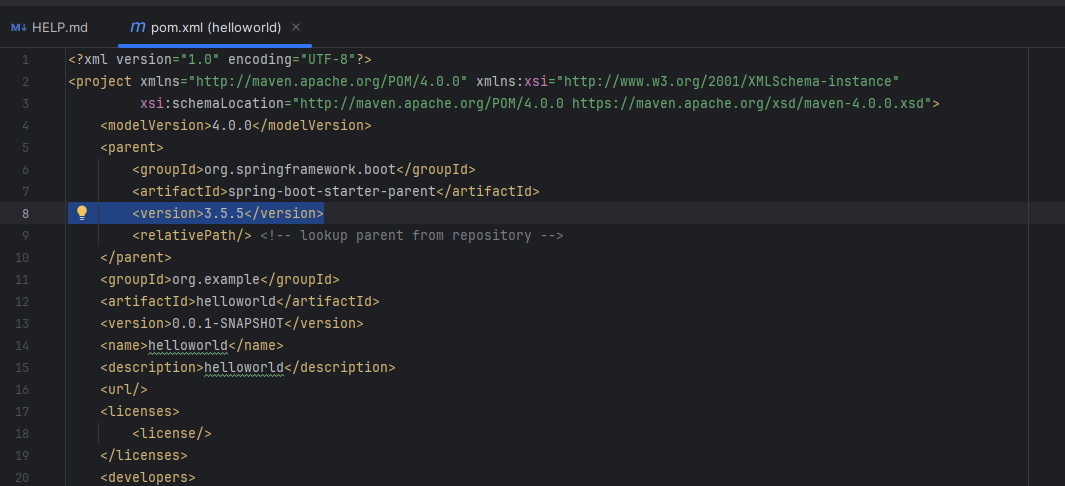 M↓ HELP.md
m pom.xml (helloworld) ×
1 <?xml version="1.0" encoding="UTF-8"?>
2 <project xmlns="http://maven.apache.org/POM/4.0.0" xmlns:xsi="http://www.w3.org/2001/XMLSchema-instance"
3 xsi:schemaLocation="http://maven.apache.org/POM/4.0.0 https://maven.apache.org/xsd/maven-4.0.0.xsd">
4 <modelVersion>4.0.0</modelVersion>
5 <parent>
6 <groupId>org.springframework.boot</groupId>
7 <artifactId>spring-boot-starter-parent</artifactId>
8 <version>3.5.5</version>
9 <relativePath/> <!-- lookup parent from repository -->
10 </parent>
11 <groupId>org.example</groupId>
12 <artifactId>helloworld</artifactId>
13 <version>0.0.1-SNAPSHOT</version>
14 <name>helloworld</name>
15 <description>helloworld</description>
16 <url/>
17 <licenses>
18 <license/>
19 </licenses>
20 <developers>